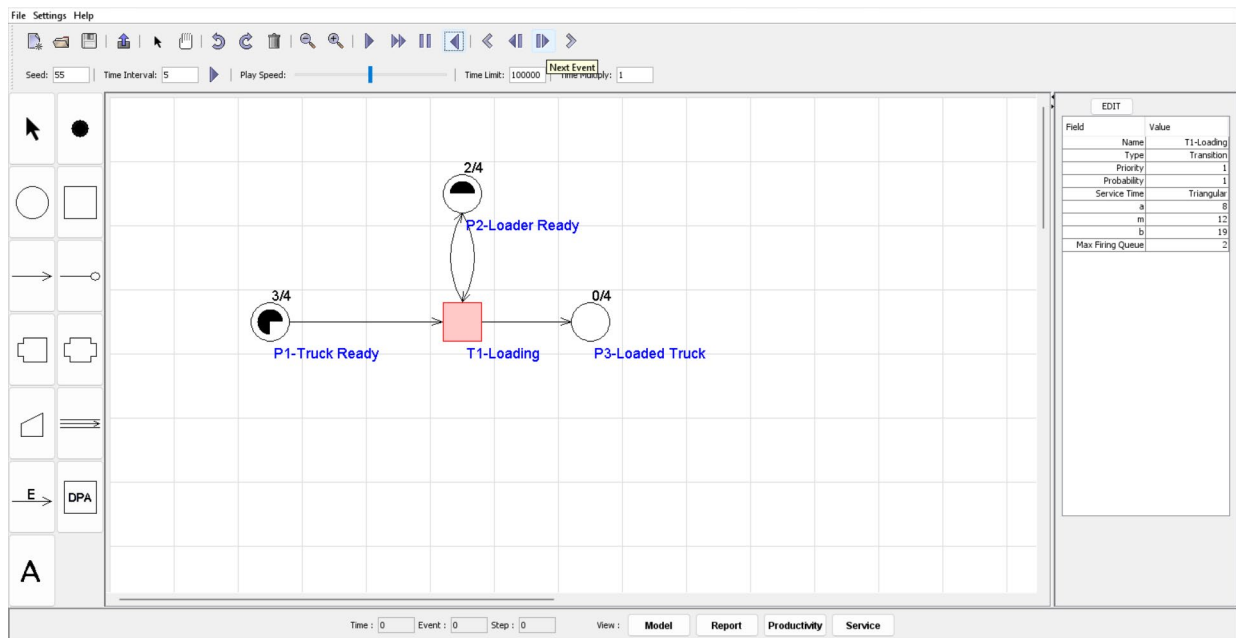 File Settings Help
Seed: 55 Time Interval: 5 Play Speed: Time Limit: 100000 Time Multiply: 1
Next Event
EDIT
Field Value
Name T1-Loading
Type Transition
Priority 1
Probability 1
Service Time Triangular
a 8
m 12
b 19
Max Firing Queue 2
2/4
P2-Loader Ready
3/4 0/4
P1-Truck Ready T1-Loading P3-Loaded Truck
E DPA
A
Time : 0 Event : 0 Step : 0 View : Model Report Productivity Service